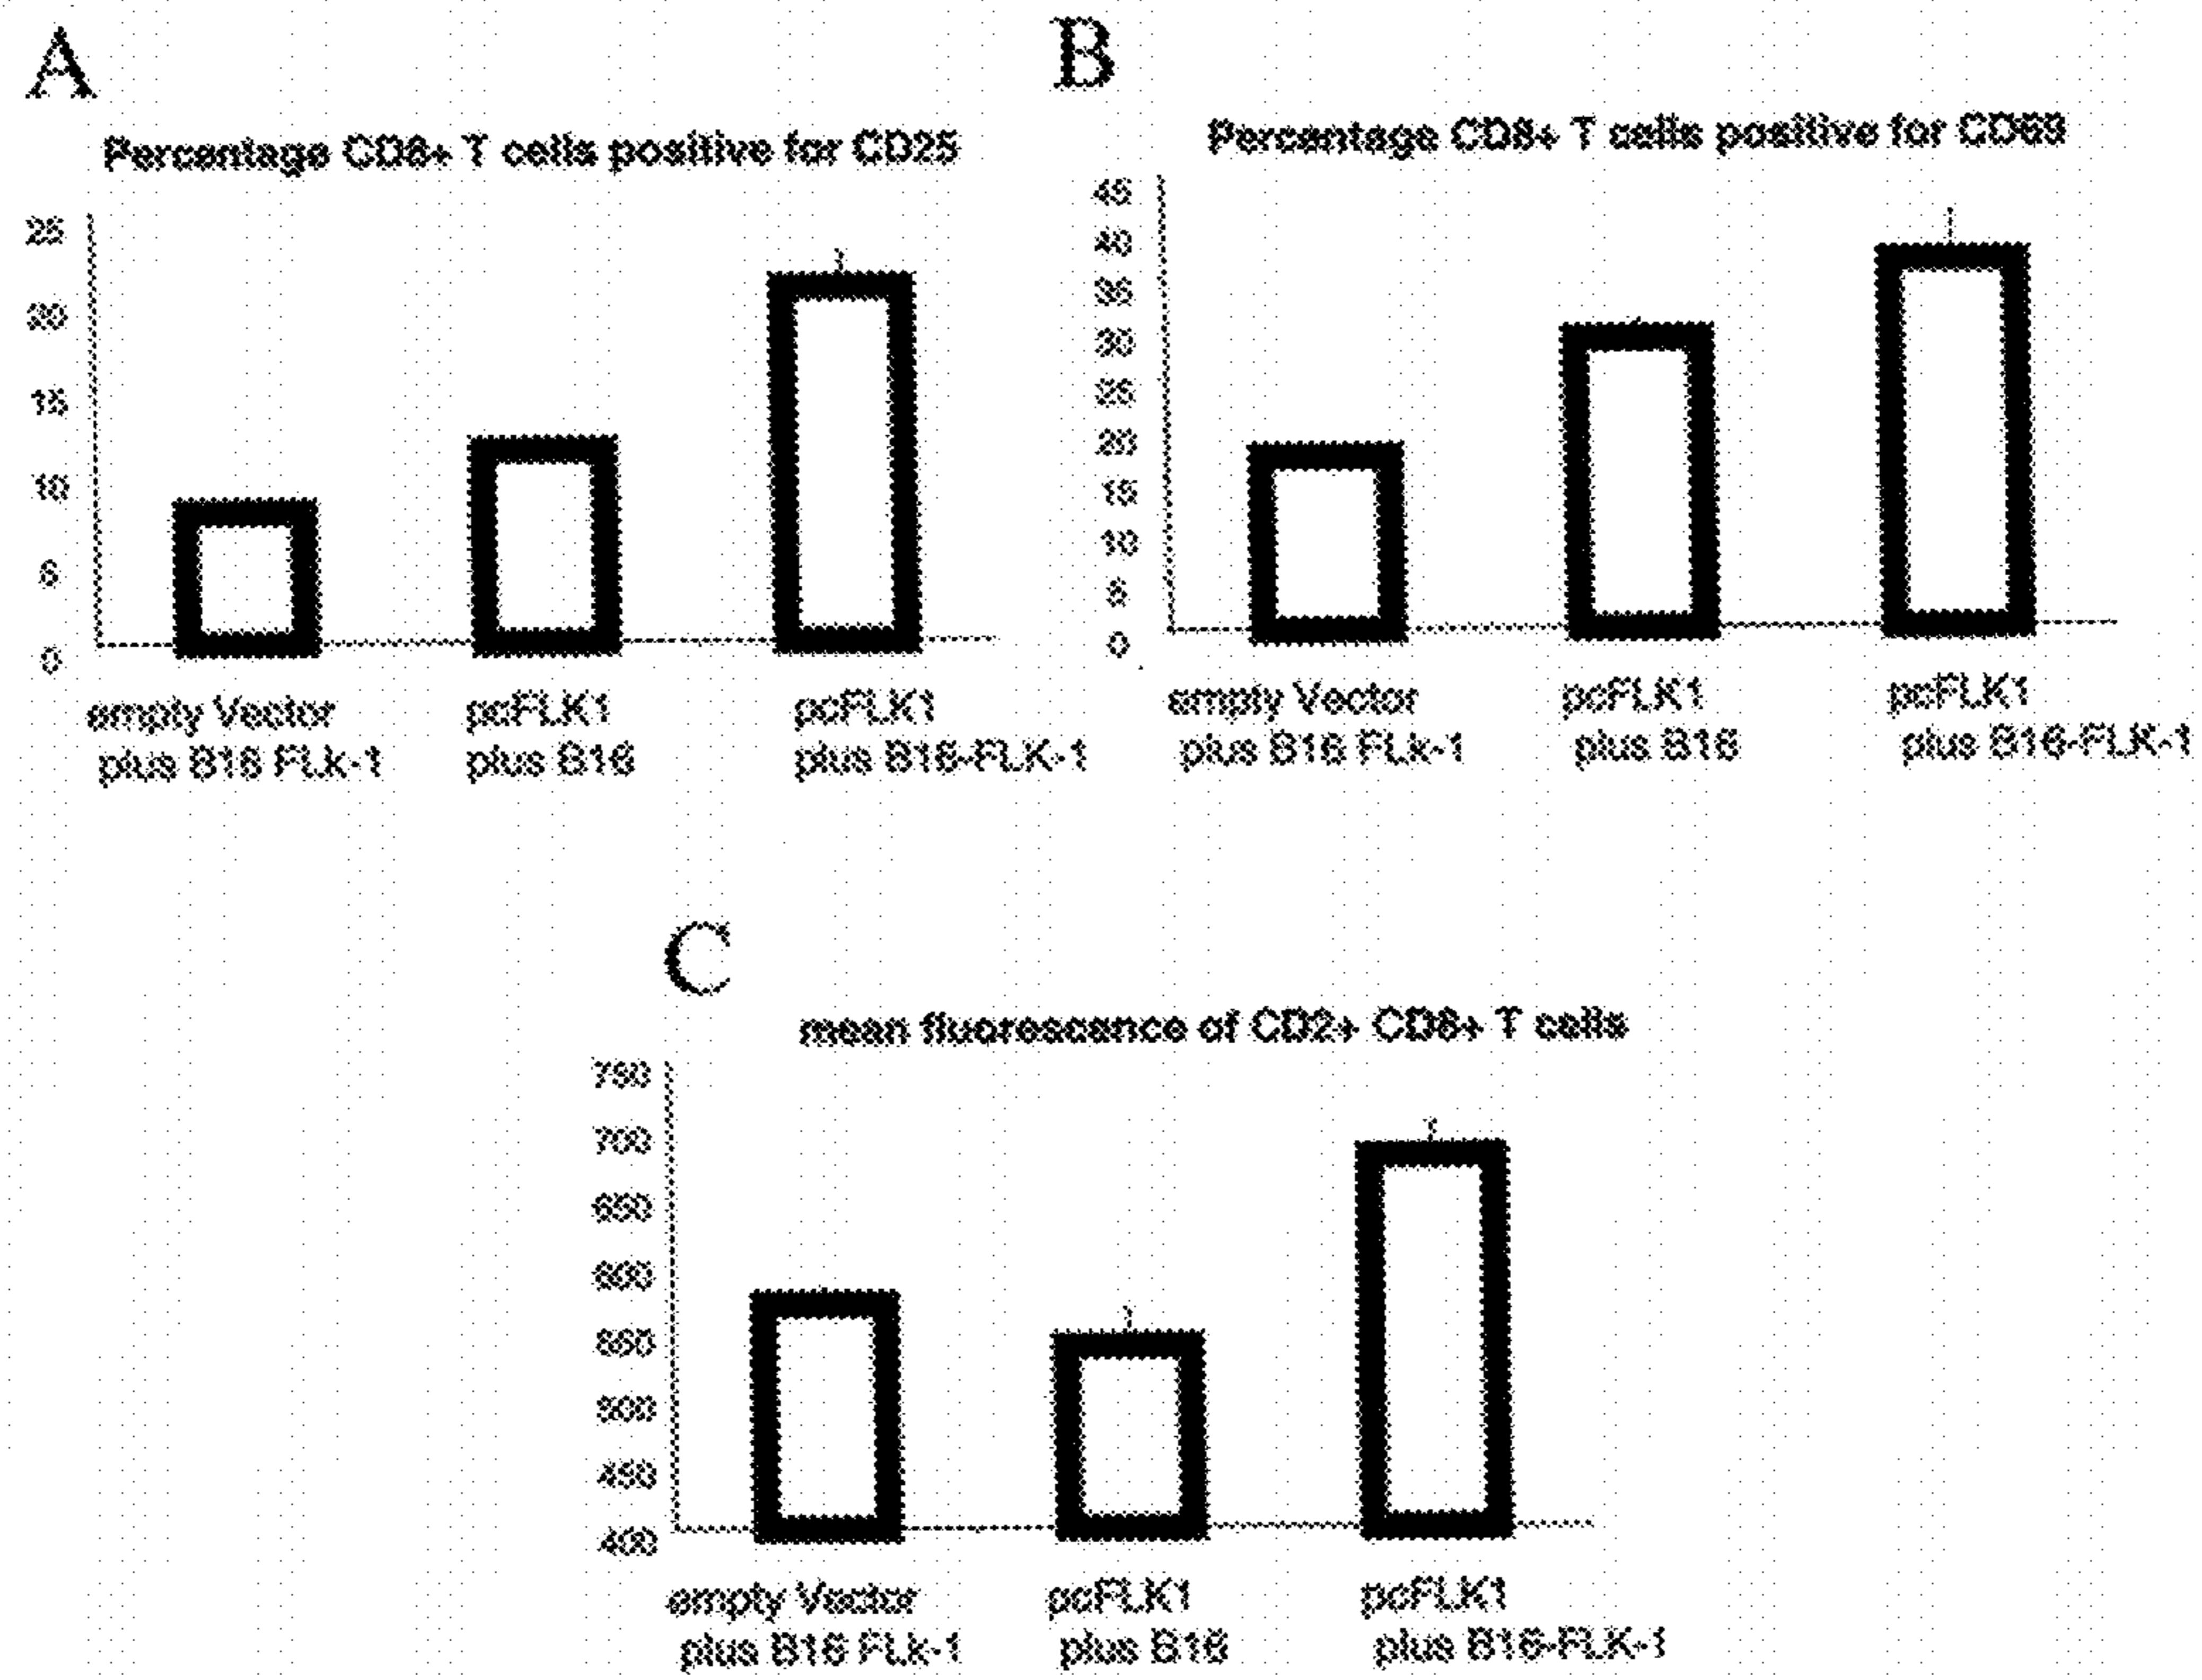 A
Percentage CD8+ T cells positive for CD25
25
20
15
10
5
0
empty Vector
plus B16 FLk-1
pcFLK1
plus B16
pcFLK1
plus B16-FLK-1
B
Percentage CD8+ T cells positive for CD69
45
40
35
30
25
20
15
10
5
0
empty Vector
plus B16 FLk-1
pcFLK1
plus B16
pcFLK1
plus B16-FLK-1
C
mean fluorescance of CD2+ CD8+ T cells
750
700
650
600
550
500
450
400
empty Vector
plus B16 FLk-1
pcFLK1
plus B16
pcFLK1
plus B16-FLK-1